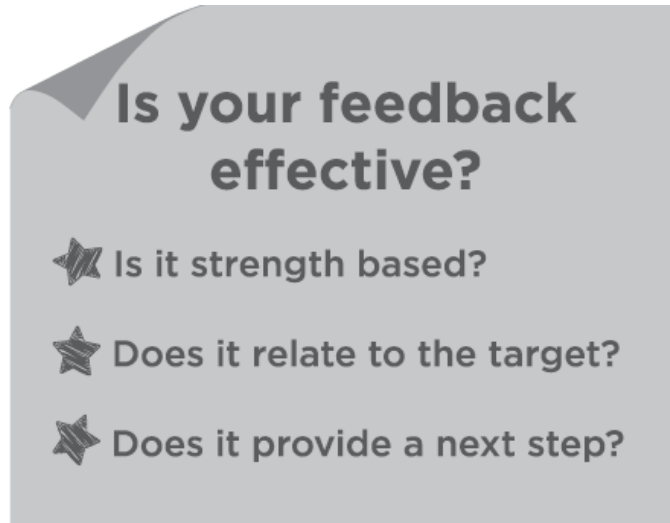 Is your feedback
effective?
Is it strength based?
Does it relate to the target?
Does it provide a next step?